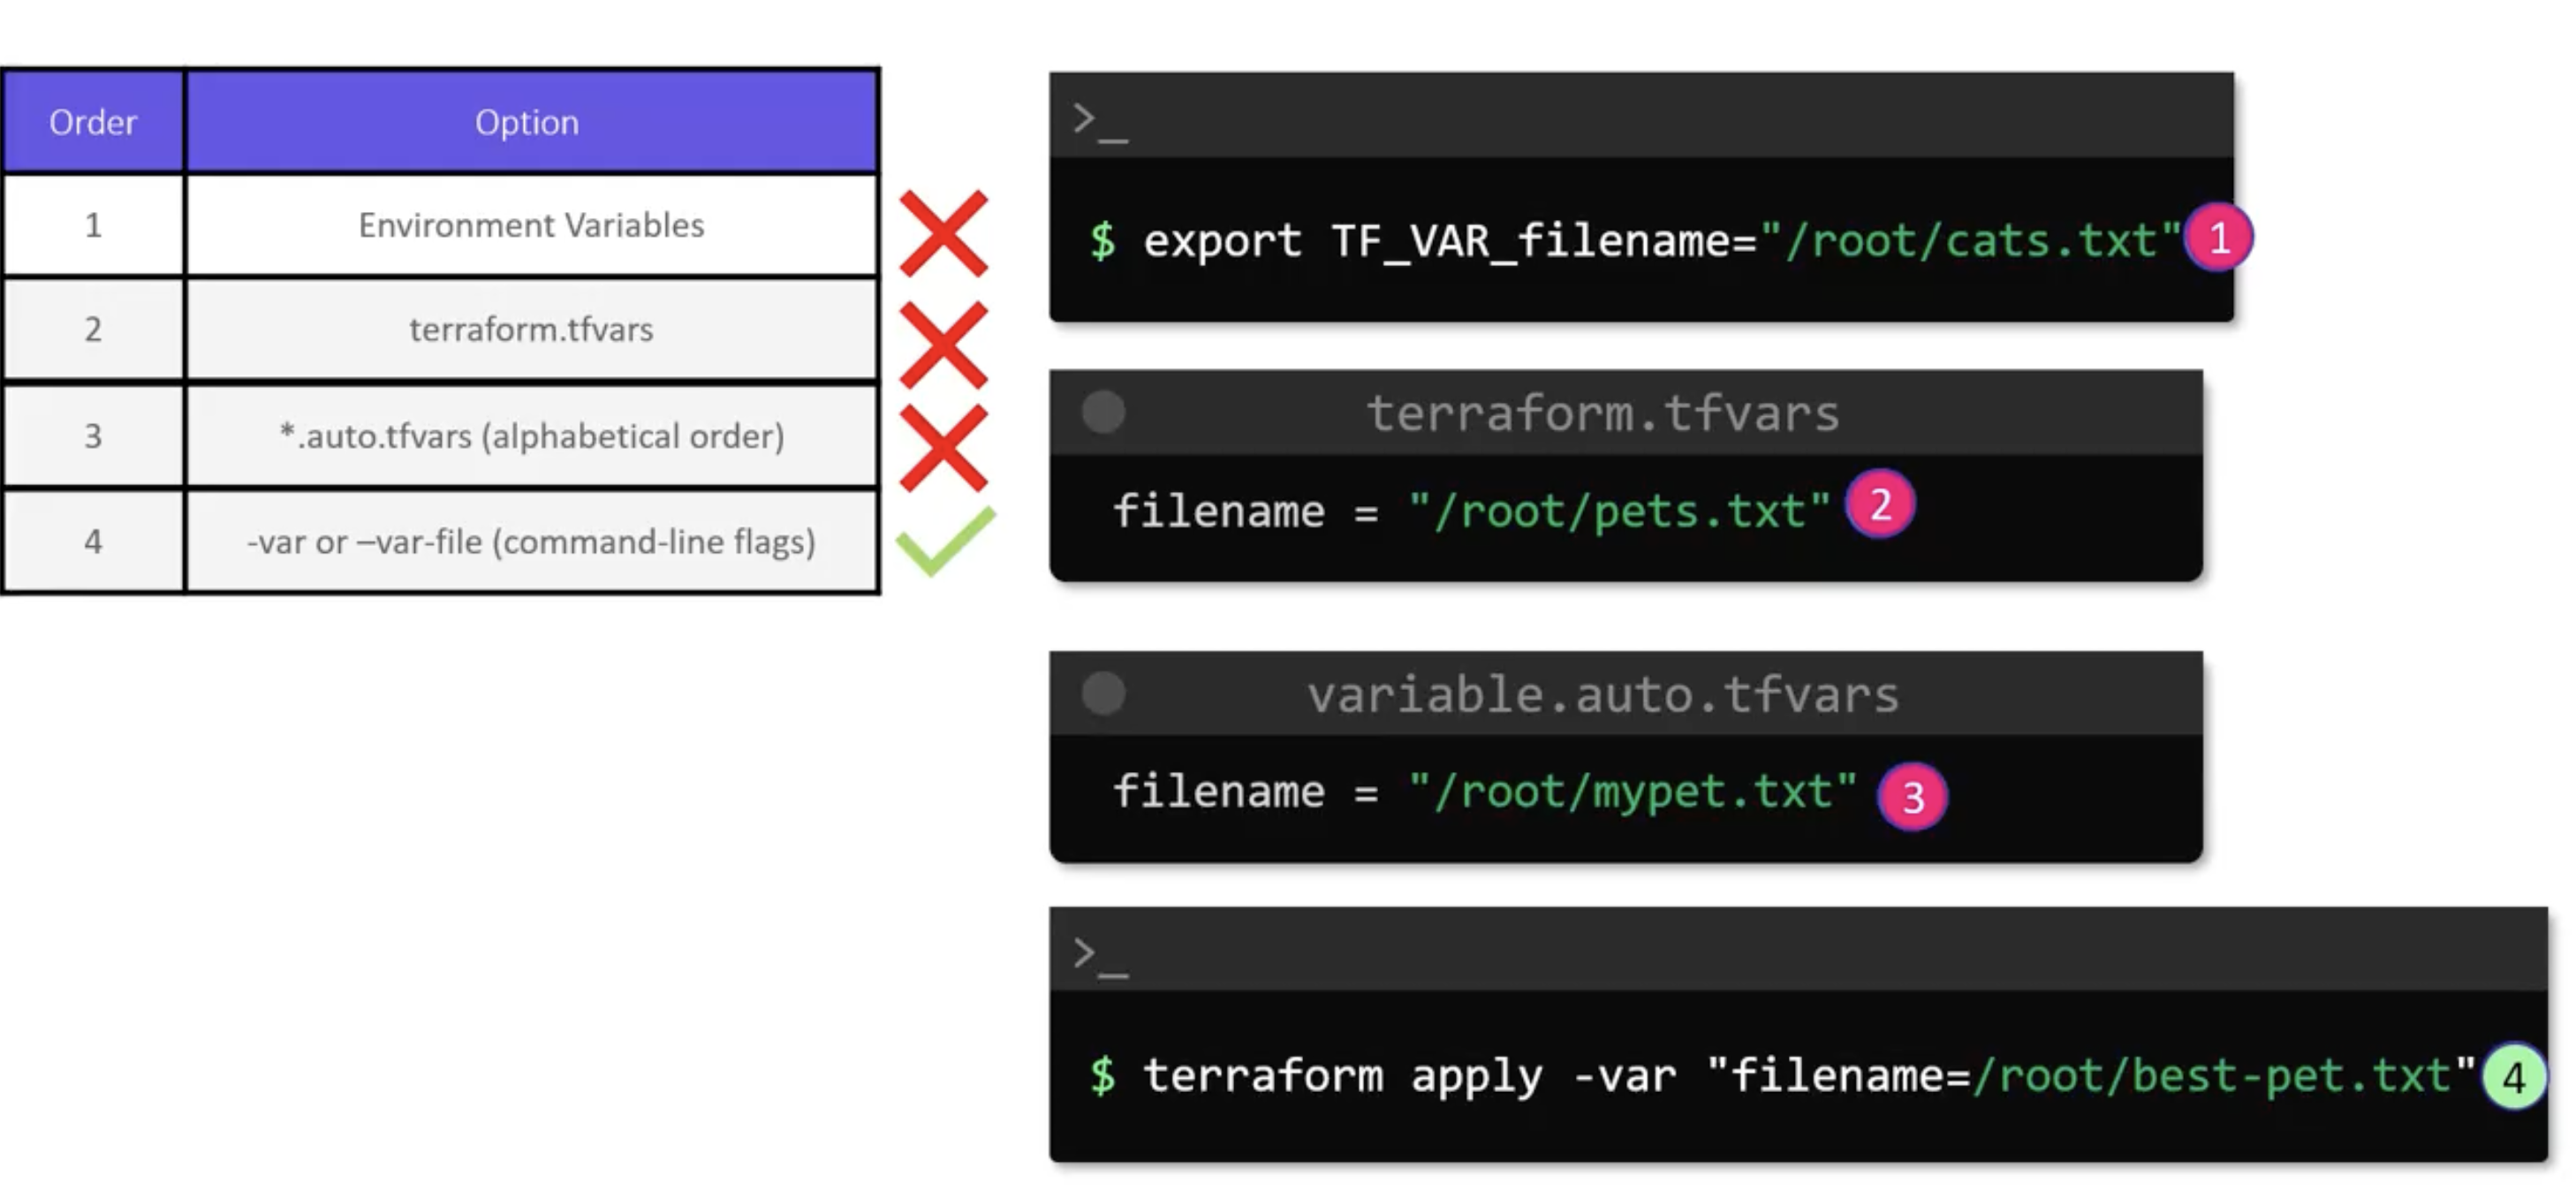 Order Option
1 Environment Variables
2 terraform.tfvars
3 *.auto.tfvars (alphabetical order)
4 -var or –var-file (command-line flags)
>_
$ export TF_VAR_filename="/root/cats.txt" 1
terraform.tfvars
filename = "/root/pets.txt" 2
variable.auto.tfvars
filename = "/root/mypet.txt" 3
>_
$ terraform apply -var "filename=/root/best-pet.txt" 4